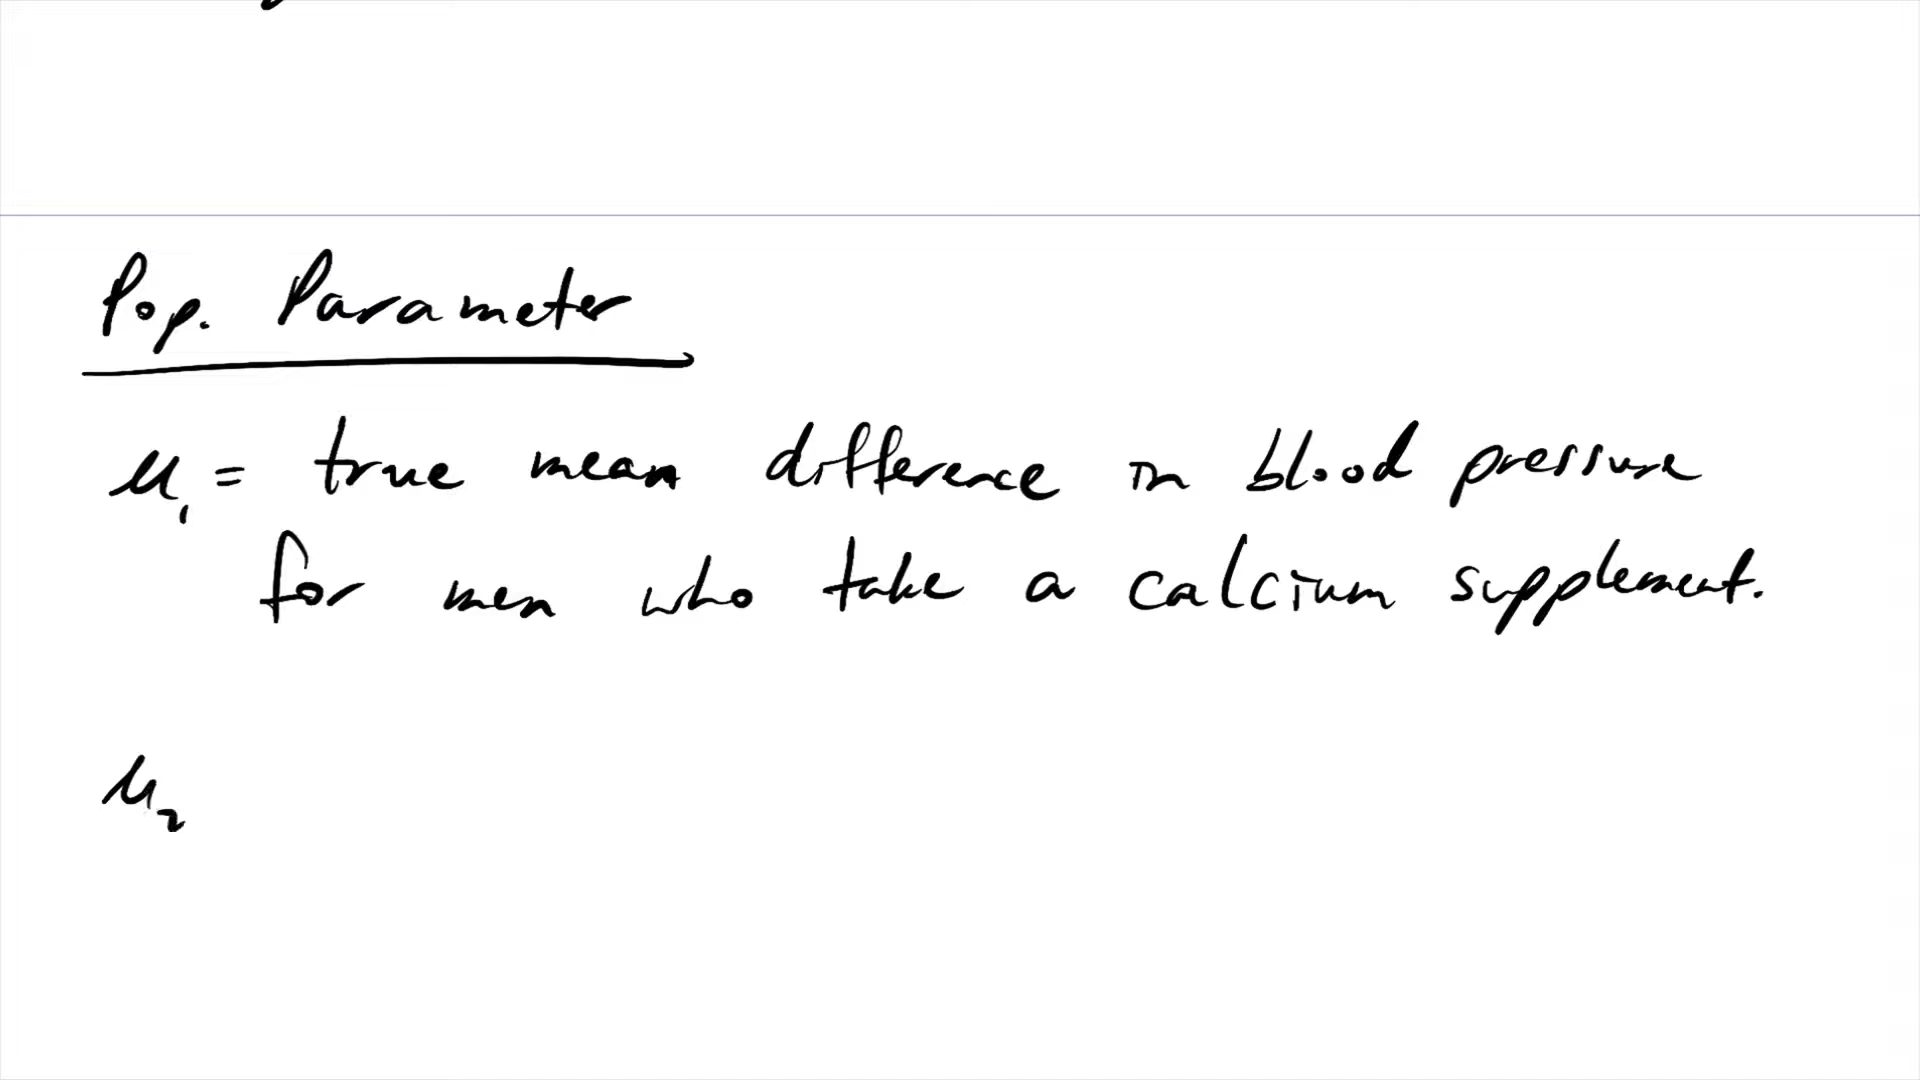 Pop. Parameter
μ₁ = true mean difference in blood pressure
for men who take a calcium supplement.
μ₂